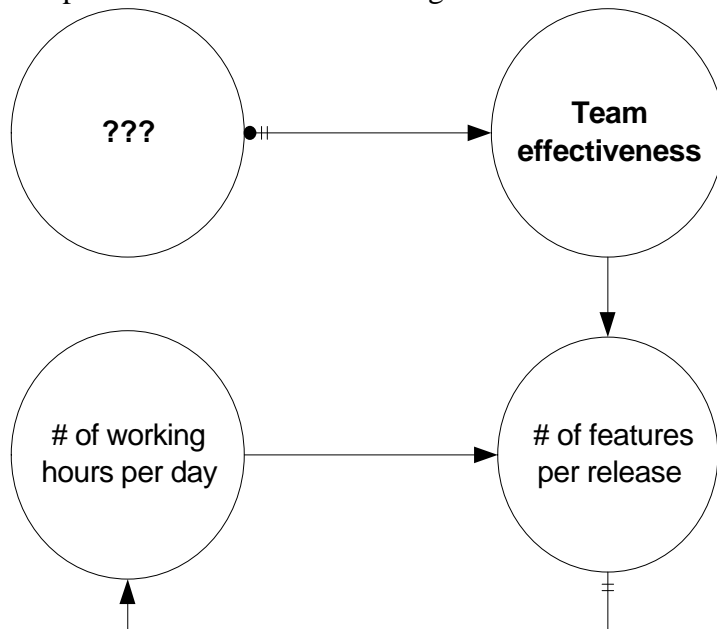 ???
Team
effectiveness
# of working
hours per day
# of features
per release